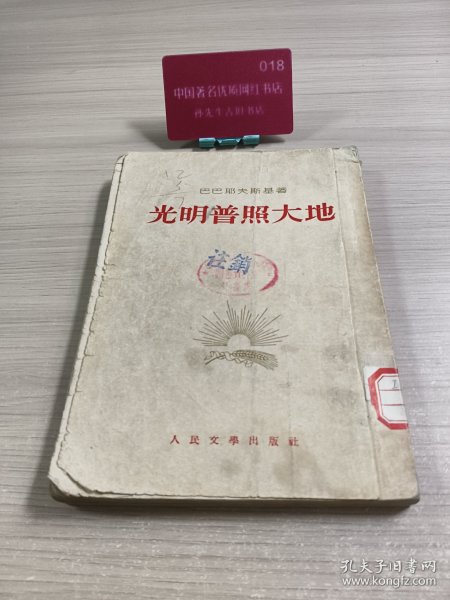 018
中国著名优质网红书店
孙先生古旧书店
巴巴耶夫斯基著
光明普照大地
注銷
人民文學出版社
孔夫子旧书网
www.kongfz.com